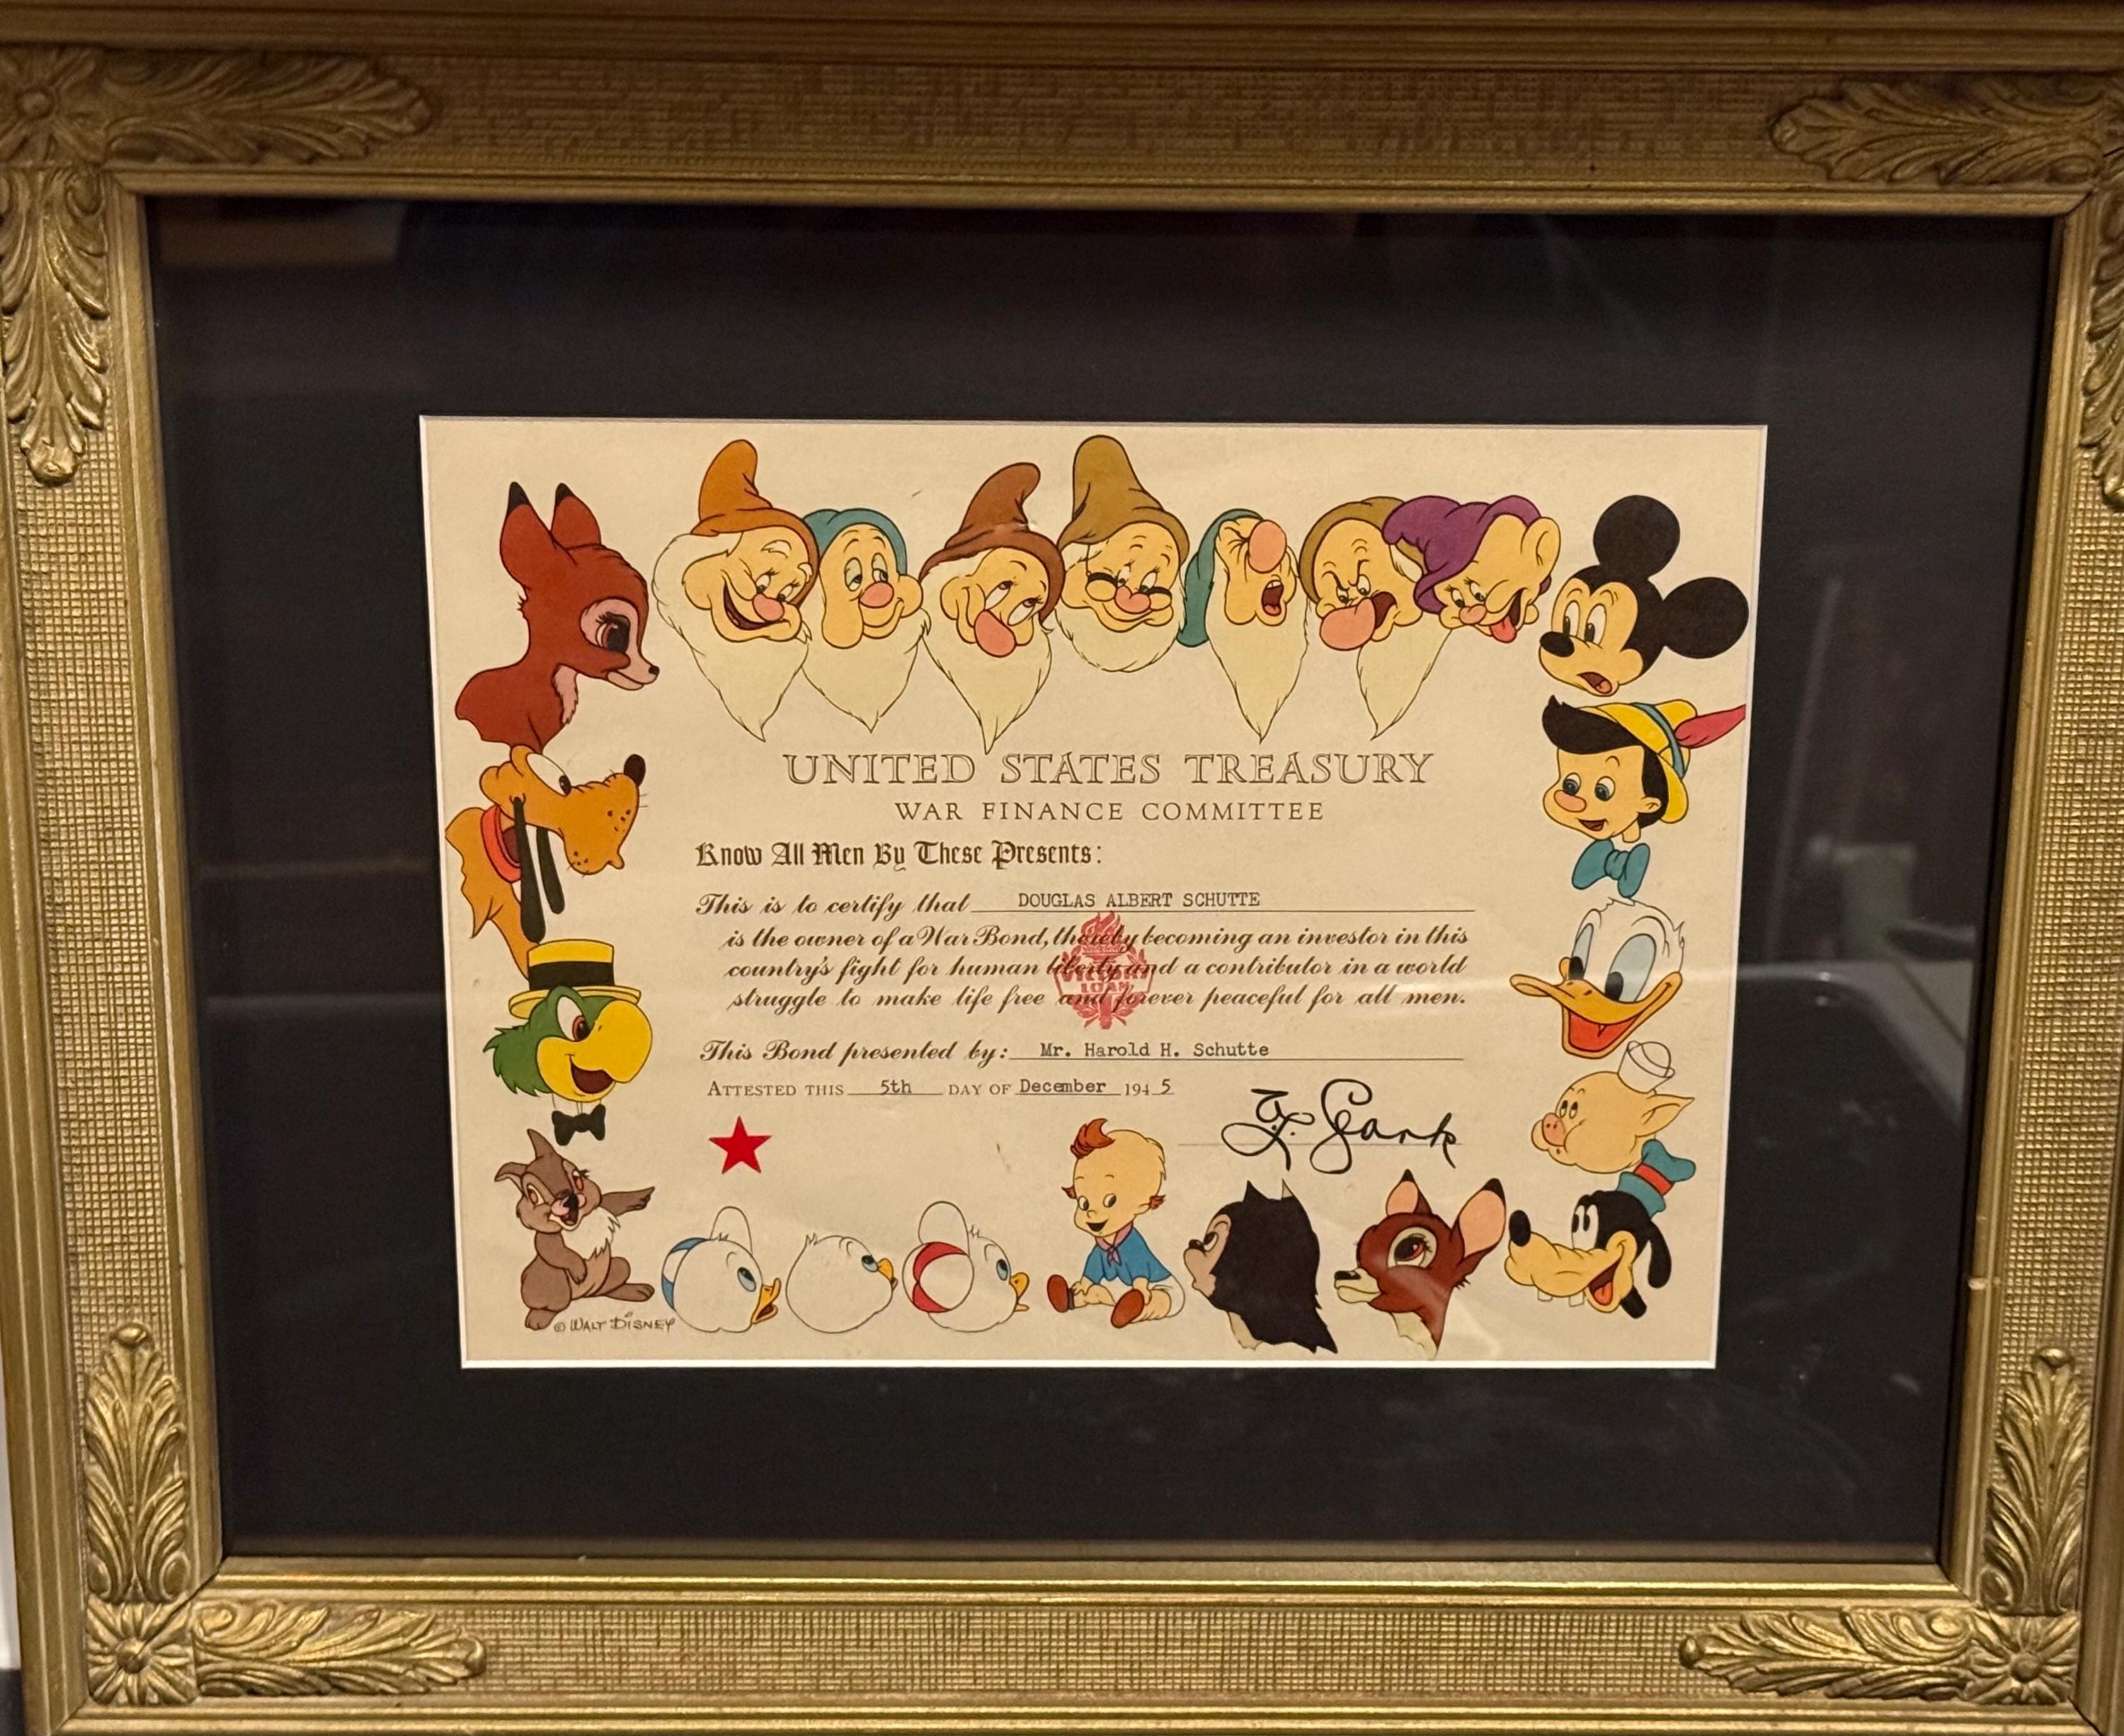 UNITED STATES TREASURY
WAR FINANCE COMMITTEE
Know All Men By These Presents:
This is to certify that DOUGLAS ALBERT SCHUTTE
is the owner of a War Bond, thereby becoming an investor in this
country's fight for human liberty and a contributor in a world
struggle to make life free and forever peaceful for all men.
VICTORY
LOAN
This Bond presented by: Mr. Harold H. Schutte
ATTESTED THIS 5th DAY OF December 1945
© WALT DISNEY